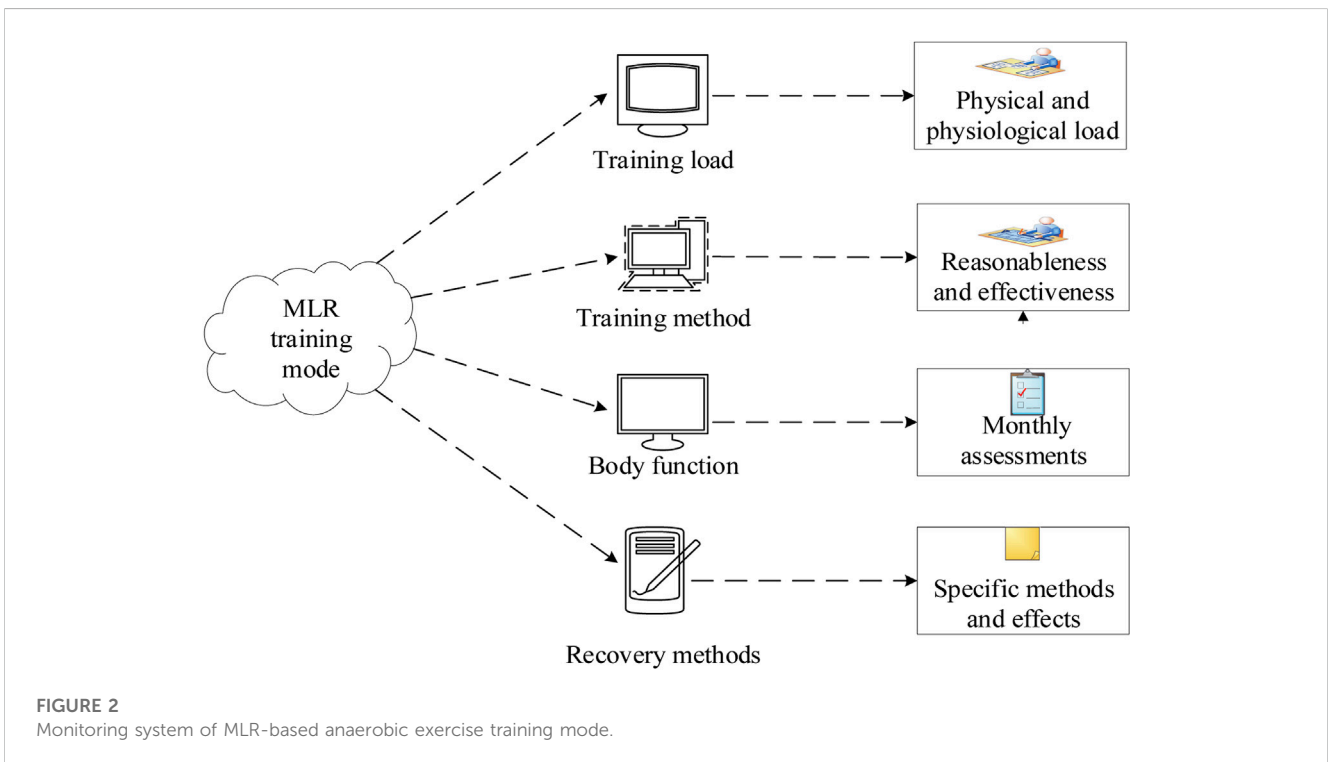 Physical and
physiological load
Training load
Reasonableness
and effectiveness
Training method
MLR
training
mode
Monthly
assessments
Body function
Specific methods
and effects
Recovery methods
FIGURE 2
Monitoring system of MLR-based anaerobic exercise training mode.